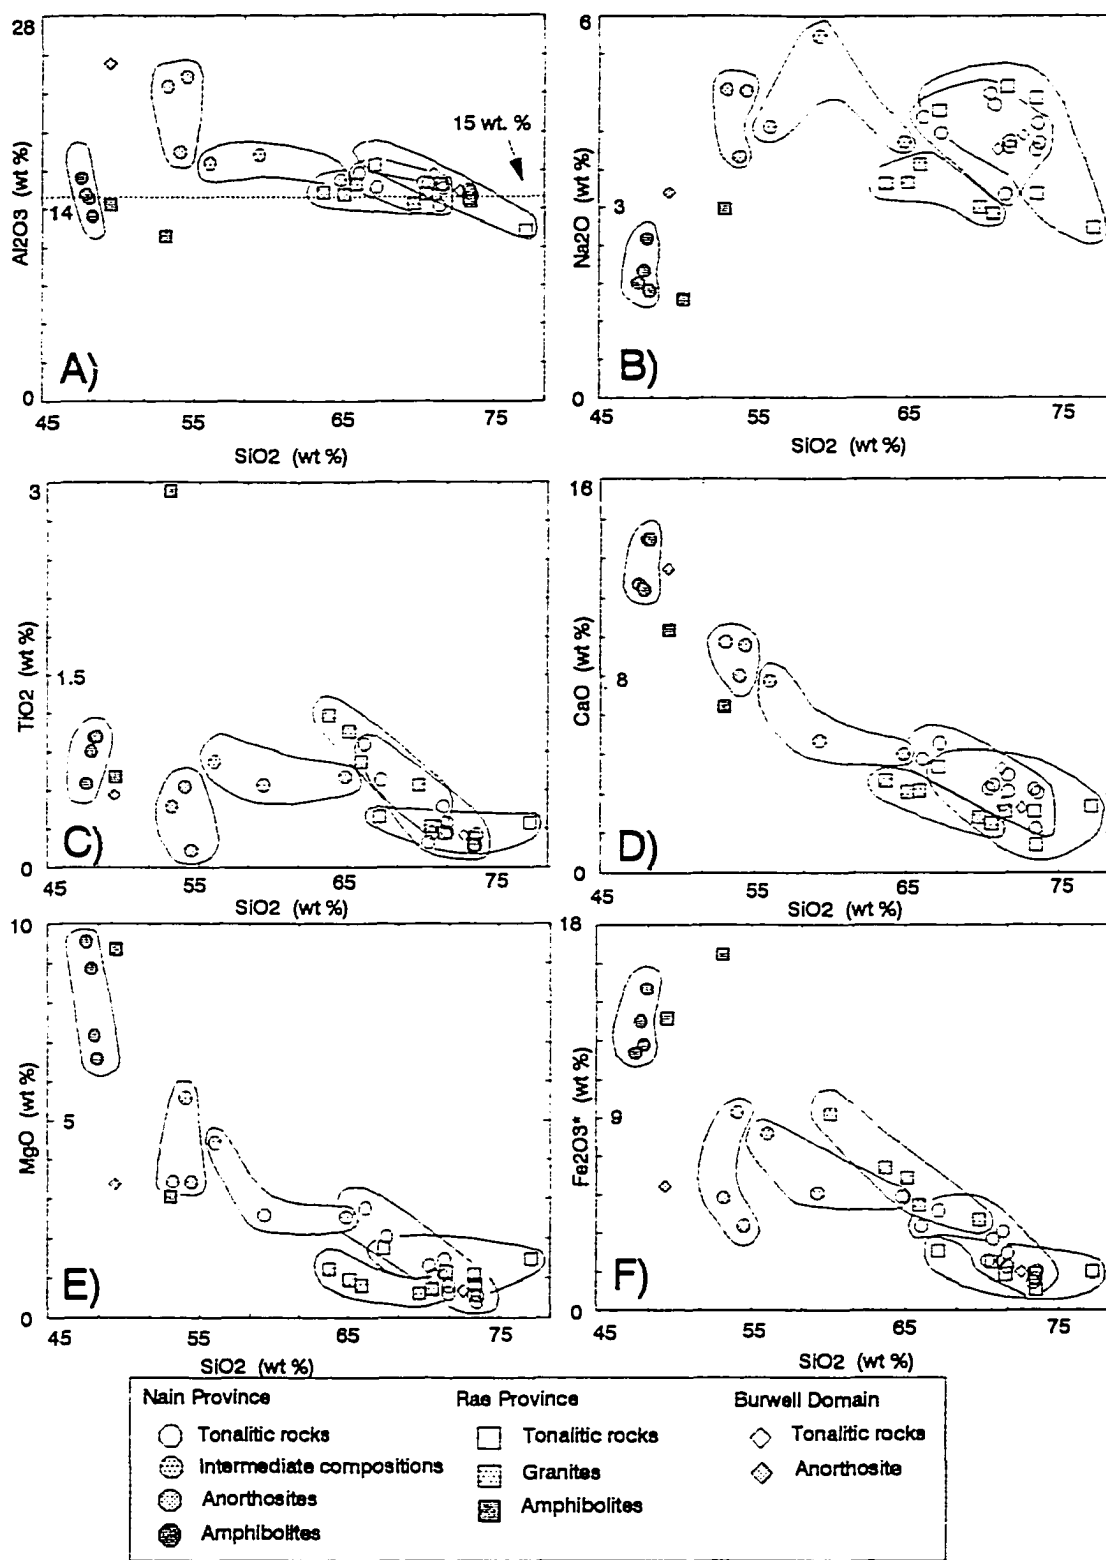 28
Al2O3 (wt %)
14
0
15 wt. %
A)
45
55
65
75
SiO2 (wt %)
6
Na2O (wt %)
3
0
B)
45
55
65
75
SiO2 (wt %)
3
TiO2 (wt %)
1.5
0
C)
45
55
65
75
SiO2 (wt %)
16
CaO (wt %)
8
0
D)
45
55
65
75
SiO2 (wt %)
10
MgO (wt %)
5
0
E)
45
55
65
75
SiO2 (wt %)
18
Fe2O3* (wt %)
9
0
F)
45
55
65
75
SiO2 (wt %)
Nain Province
Tonalitic rocks
Intermediate compositions
Anorthosites
Amphibolites
Rae Province
Tonalitic rocks
Granites
Amphibolites
Burwell Domain
Tonalitic rocks
Anorthosite